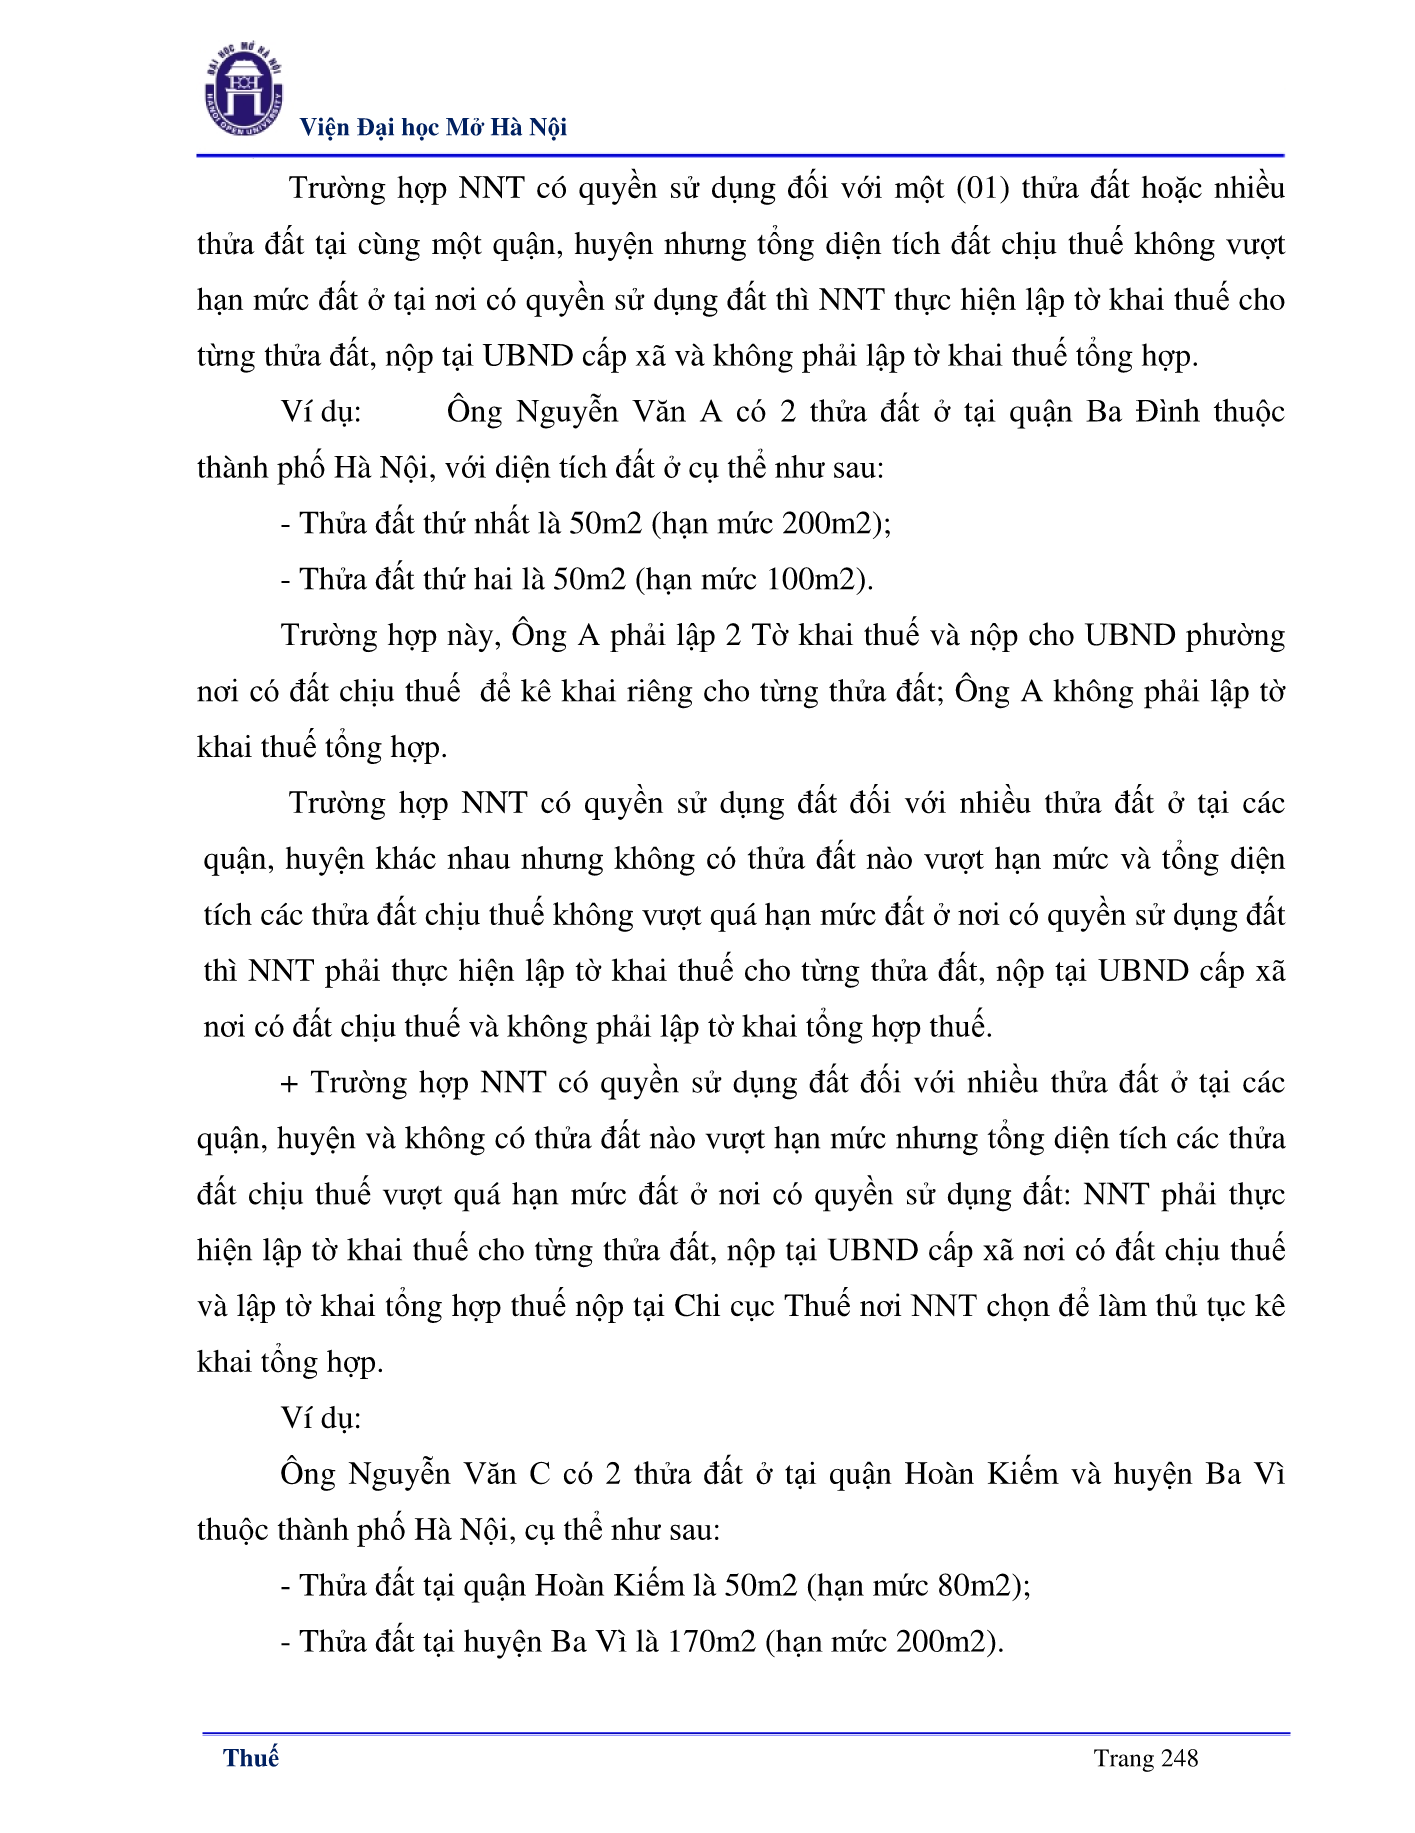 ĐẠI HỌC MỞ HÀ NỘI
HANOI OPEN UNIVERSITY
Viện Đại học Mở Hà Nội
Trường hợp NNT có quyền sử dụng đối với một (01) thửa đất hoặc nhiều
thửa đất tại cùng một quận, huyện nhưng tổng diện tích đất chịu thuế không vượt
hạn mức đất ở tại nơi có quyền sử dụng đất thì NNT thực hiện lập tờ khai thuế cho
từng thửa đất, nộp tại UBND cấp xã và không phải lập tờ khai thuế tổng hợp.
Ví dụ: Ông Nguyễn Văn A có 2 thửa đất ở tại quận Ba Đình thuộc
thành phố Hà Nội, với diện tích đất ở cụ thể như sau:
- Thửa đất thứ nhất là 50m2 (hạn mức 200m2);
- Thửa đất thứ hai là 50m2 (hạn mức 100m2).
Trường hợp này, Ông A phải lập 2 Tờ khai thuế và nộp cho UBND phường
nơi có đất chịu thuế để kê khai riêng cho từng thửa đất; Ông A không phải lập tờ
khai thuế tổng hợp.
Trường hợp NNT có quyền sử dụng đất đối với nhiều thửa đất ở tại các
quận, huyện khác nhau nhưng không có thửa đất nào vượt hạn mức và tổng diện
tích các thửa đất chịu thuế không vượt quá hạn mức đất ở nơi có quyền sử dụng đất
thì NNT phải thực hiện lập tờ khai thuế cho từng thửa đất, nộp tại UBND cấp xã
nơi có đất chịu thuế và không phải lập tờ khai tổng hợp thuế.
+ Trường hợp NNT có quyền sử dụng đất đối với nhiều thửa đất ở tại các
quận, huyện và không có thửa đất nào vượt hạn mức nhưng tổng diện tích các thửa
đất chịu thuế vượt quá hạn mức đất ở nơi có quyền sử dụng đất: NNT phải thực
hiện lập tờ khai thuế cho từng thửa đất, nộp tại UBND cấp xã nơi có đất chịu thuế
và lập tờ khai tổng hợp thuế nộp tại Chi cục Thuế nơi NNT chọn để làm thủ tục kê
khai tổng hợp.
Ví dụ:
Ông Nguyễn Văn C có 2 thửa đất ở tại quận Hoàn Kiếm và huyện Ba Vì
thuộc thành phố Hà Nội, cụ thể như sau:
- Thửa đất tại quận Hoàn Kiếm là 50m2 (hạn mức 80m2);
- Thửa đất tại huyện Ba Vì là 170m2 (hạn mức 200m2).
Thuế Trang 248